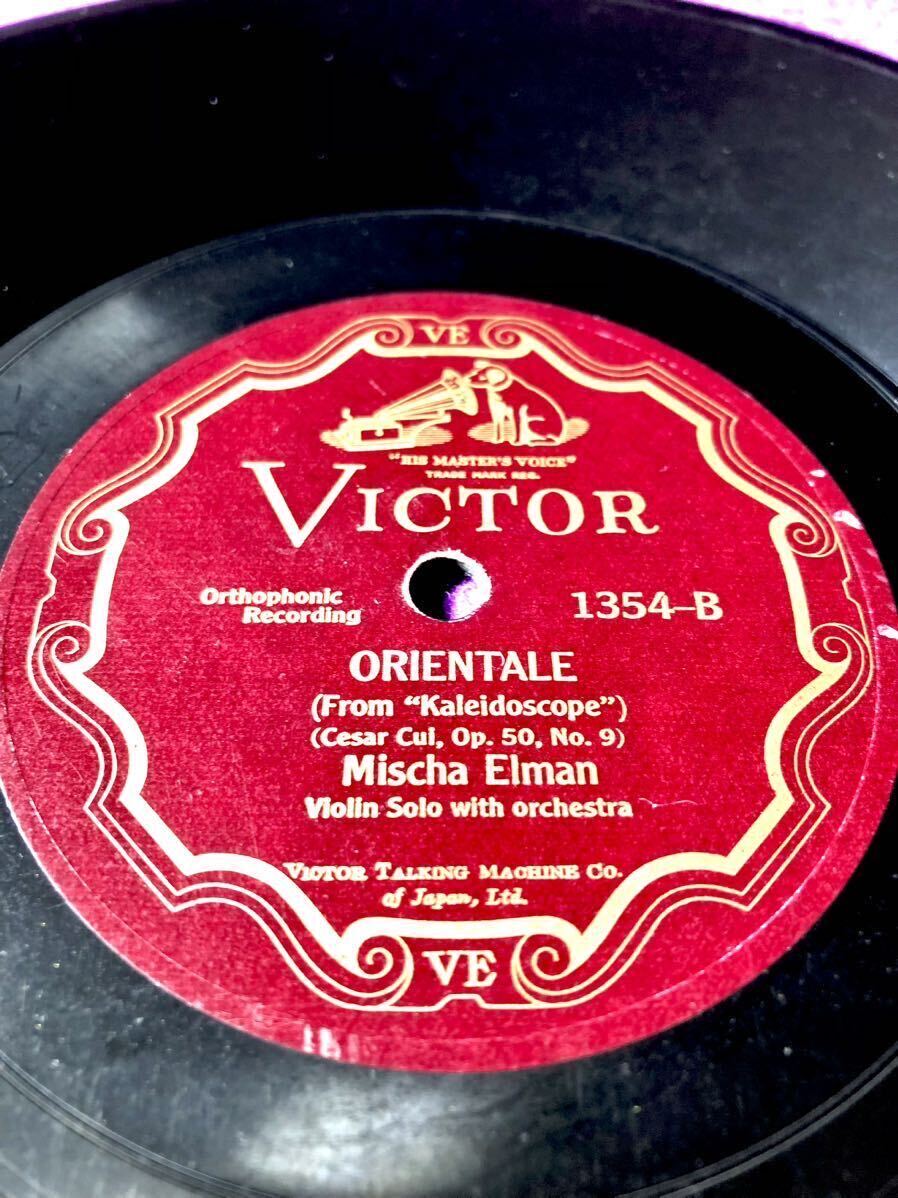 VE
"HIS MASTER'S VOICE"
TRADE MARK REG.
VICTOR
Orthophonic
Recording
1354-B
ORIENTALE
(From "Kaleidoscope")
(Cesar Cui, Op. 50, No. 9)
Mischa Elman
Violin Solo with orchestra
VICTOR TALKING MACHINE CO.
of Japan, Ltd.
VE